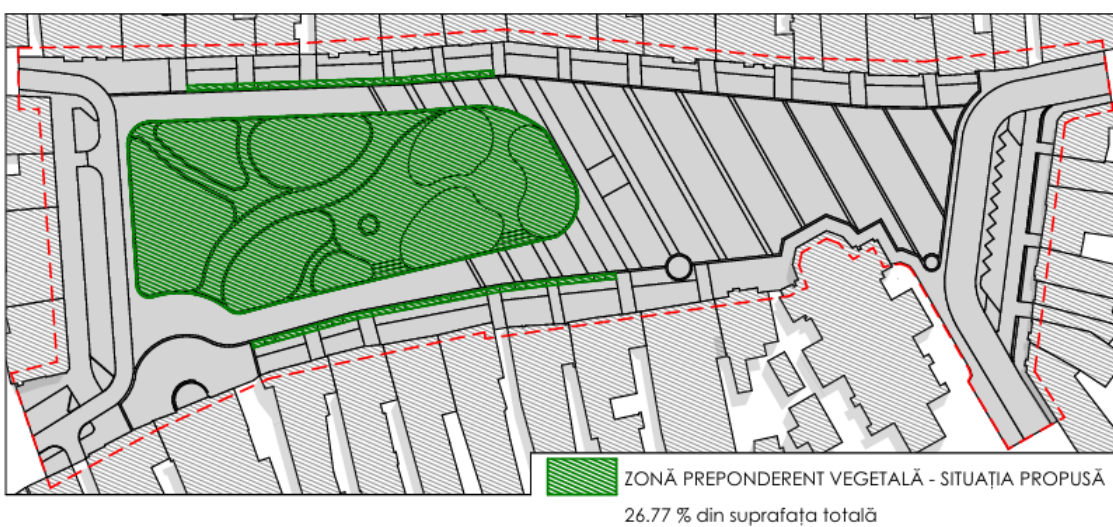 ZONĂ PREPONDERENT VEGETALĂ - SITUAȚIA PROPUSĂ
26.77 % din suprafața totală